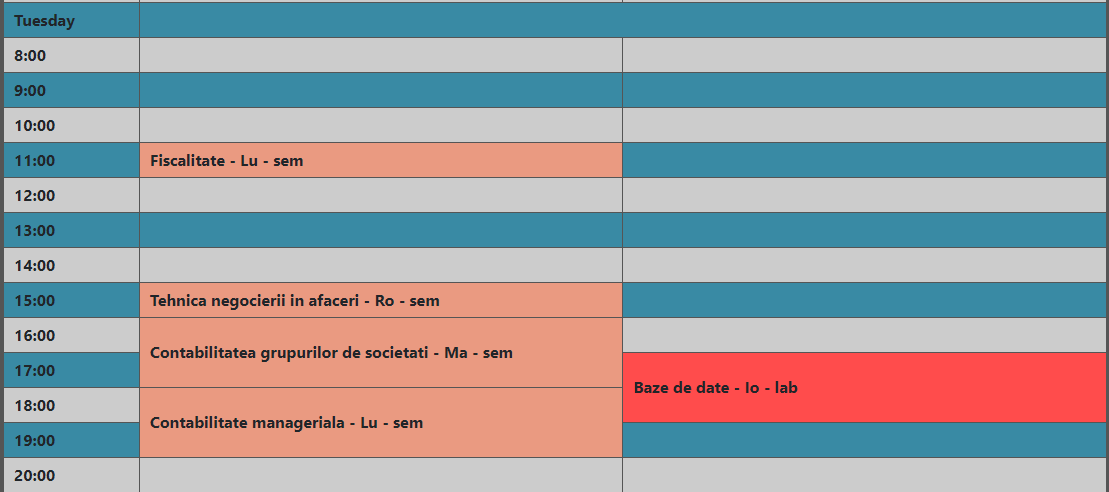 Tuesday
8:00
9:00
10:00
11:00 Fiscalitate - Lu - sem
12:00
13:00
14:00
15:00 Tehnica negocierii in afaceri - Ro - sem
16:00
Contabilitatea grupurilor de societati - Ma - sem
17:00
Baze de date - Io - lab
18:00
Contabilitate manageriala - Lu - sem
19:00
20:00